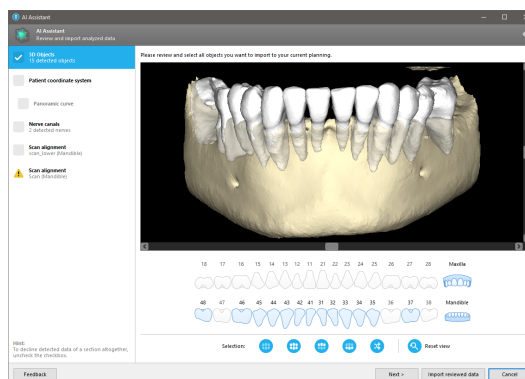 AI Assistant
AI Assistant
Review and import analyzed data
3D Objects
15 detected objects
Patient coordinate system
Panoramic curve
Nerve canals
2 detected nerves
Scan alignment
scan_lower (Mandible)
Scan alignment
Scan (Mandible)
Please review and select all objects you want to import to your current planning.
18 17 16 15 14 13 12 11 21 22 23 24 25 26 27 28 Maxilla
48 47 46 45 44 43 42 41 31 32 33 34 35 36 37 38 Mandible
Hint:
To decline detected data of a section altogether,
uncheck the checkbox.
Selection:
Reset view
Feedback
Next >
Import reviewed data
Cancel